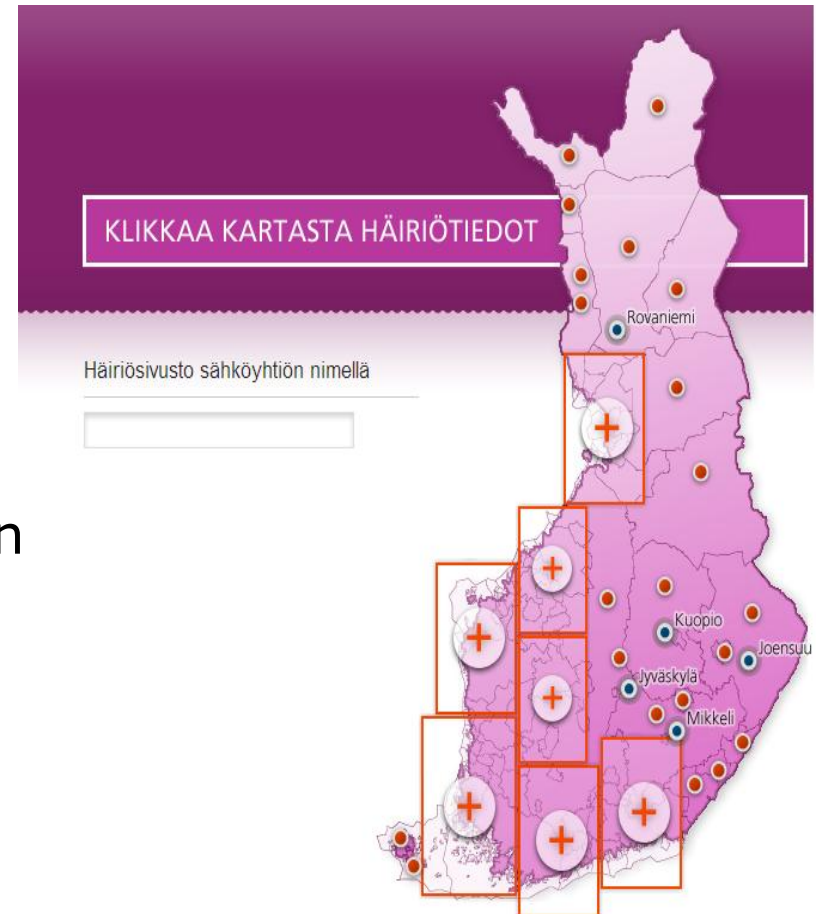 KLIKKAA KARTASTA HÄIRIÖTIEDOT
Rovaniemi
Häiriösivusto sähköyhtiön nimellä
n
Kuopio
Joensuu
Jyväskylä
Mikkeli